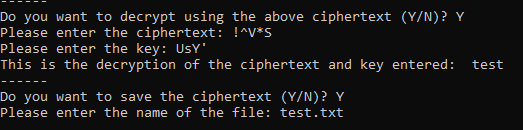 ------
Do you want to decrypt using the above ciphertext (Y/N)? Y
Please enter the ciphertext: !^V*S
Please enter the key: UsY'
This is the decryption of the ciphertext and key entered:  test
------
Do you want to save the ciphertext (Y/N)? Y
Please enter the name of the file: test.txt